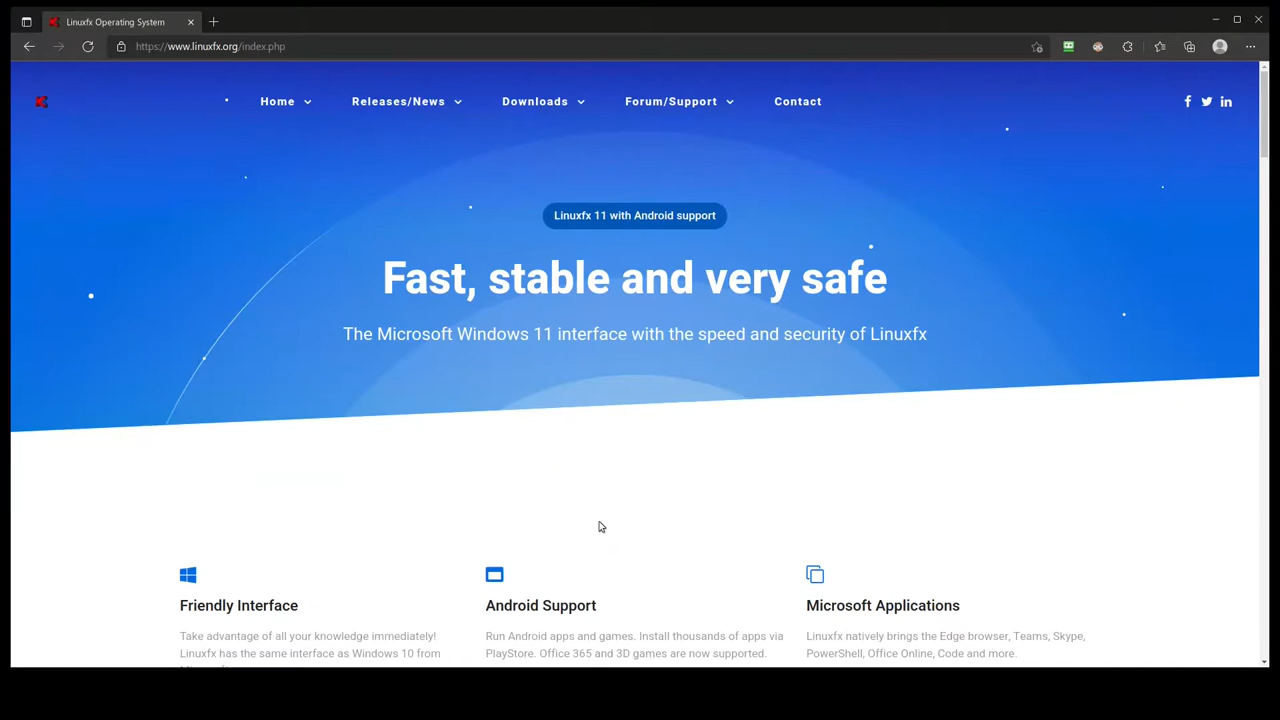 Linuxfx Operating System
https://www.linuxfx.org/index.php
Home Releases/News Downloads Forum/Support Contact
Linuxfx 11 with Android support
Fast, stable and very safe
The Microsoft Windows 11 interface with the speed and security of Linuxfx
Friendly Interface
Take advantage of all your knowledge immediately!
Linuxfx has the same interface as Windows 10 from
Android Support
Run Android apps and games. Install thousands of apps via
PlayStore. Office 365 and 3D games are now supported.
Microsoft Applications
Linuxfx natively brings the Edge browser, Teams, Skype,
PowerShell, Office Online, Code and more.